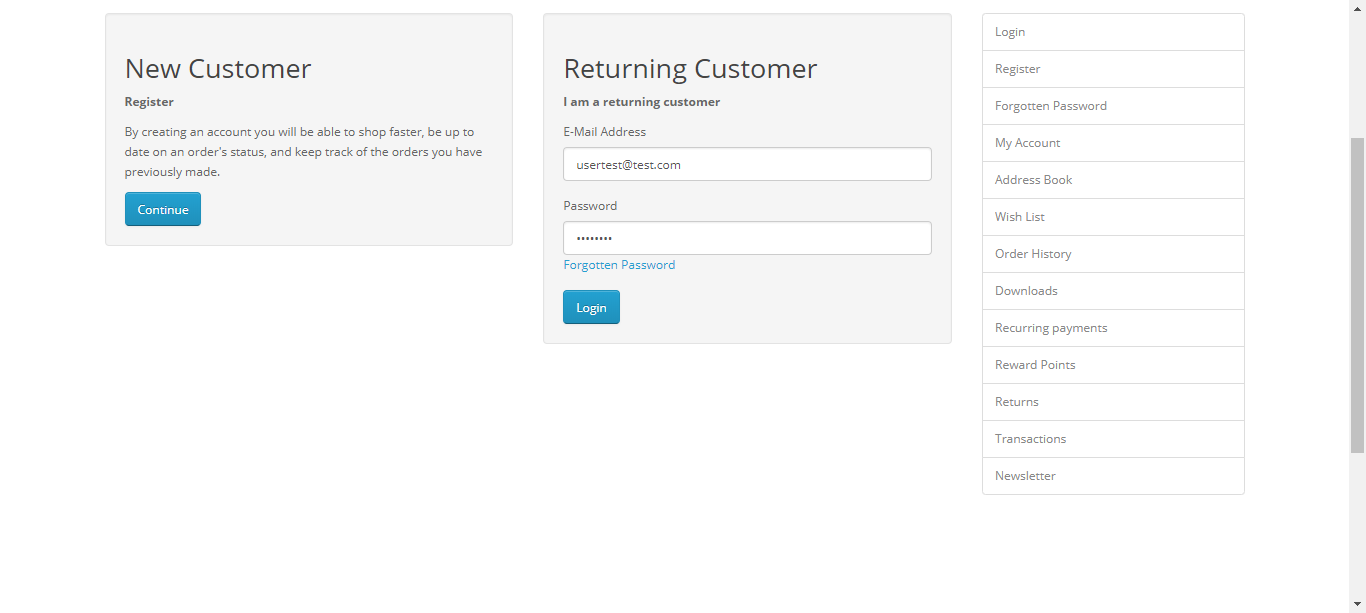 New Customer
Register
By creating an account you will be able to shop faster, be up to
date on an order's status, and keep track of the orders you have
previously made.
Continue
Returning Customer
I am a returning customer
E-Mail Address
usertest@test.com
Password
••••••••
Forgotten Password
Login
Login
Register
Forgotten Password
My Account
Address Book
Wish List
Order History
Downloads
Recurring payments
Reward Points
Returns
Transactions
Newsletter